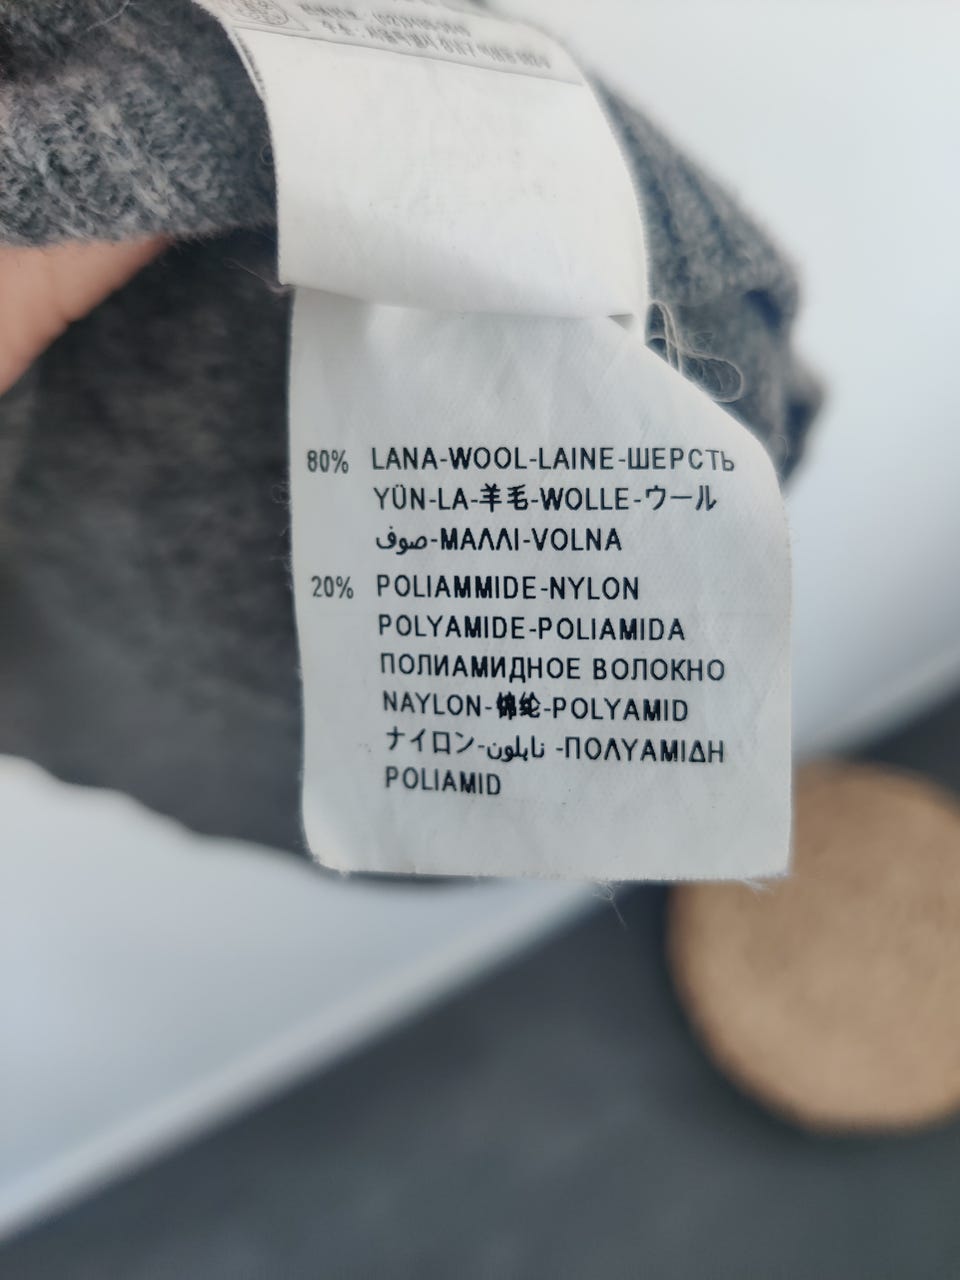 80% LANA-WOOL-LAINE-ШЕРСТЬ
YÜN-LA-羊毛-WOLLE-ウール
صوف-ΜΑΛΛΙ-VOLNA
20% POLIAMMIDE-NYLON
POLYAMIDE-POLIAMIDA
ПОЛИАМИДНОЕ ВОЛОКНО
NAYLON-锦纶-POLYAMID
ナイロン-نايلون -ΠΟΛΥΑΜΙΔΗ
POLIAMID